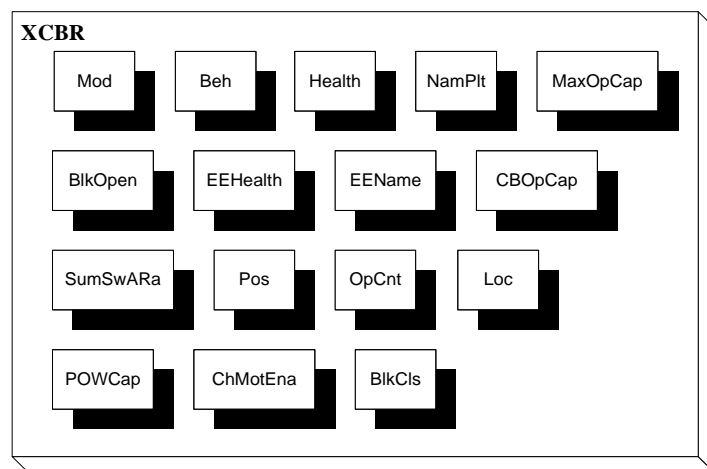 XCBR
Mod Beh Health NamPlt MaxOpCap
BlkOpen EEHealth EEName CBOpCap
SumSwARa Pos OpCnt Loc
POWCap ChMotEna BlkCls